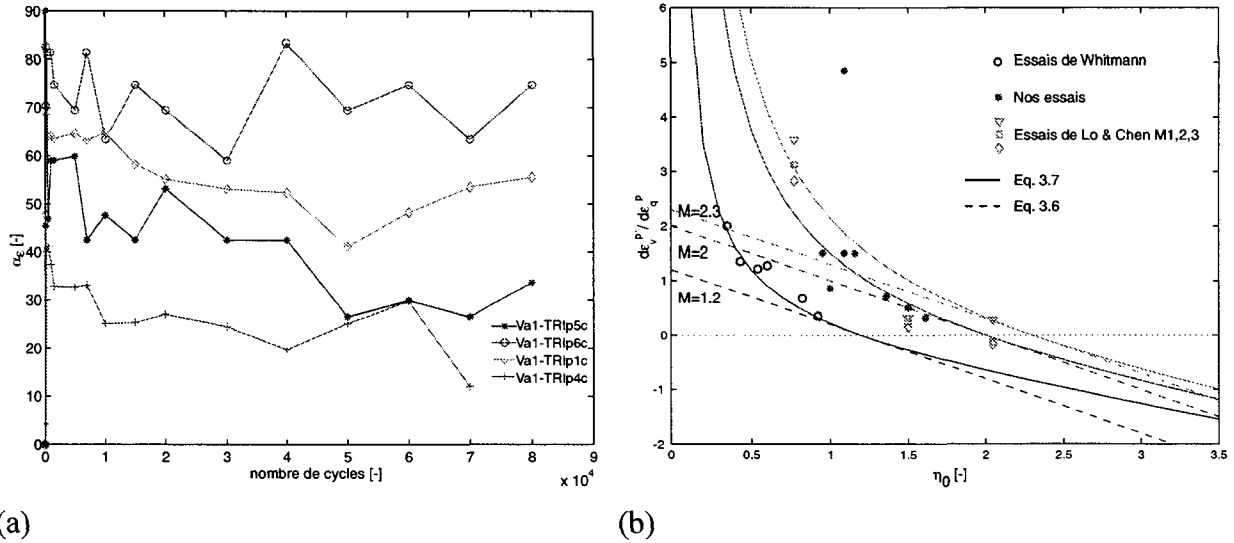 90
80
70
60
50
40
30
20
10
0
α_ε [-]
0 1 2 3 4 5 6 7 8 9
nombre de cycles [-]
x 10^4
Va1-TRIp5c
Va1-TRIp6c
Va1-TRIp1c
Va1-TRIp4c
(a)
6
5
4
3
2
1
0
-1
-2
dε_v^p / dε_q^p
M=2.3
M=2
M=1.2
Essais de Whitmann
Nos essais
Essais de Lo & Chen M1,2,3
Eq. 3.7
Eq. 3.6
0 0.5 1 1.5 2 2.5 3 3.5
η_0 [-]
(b)